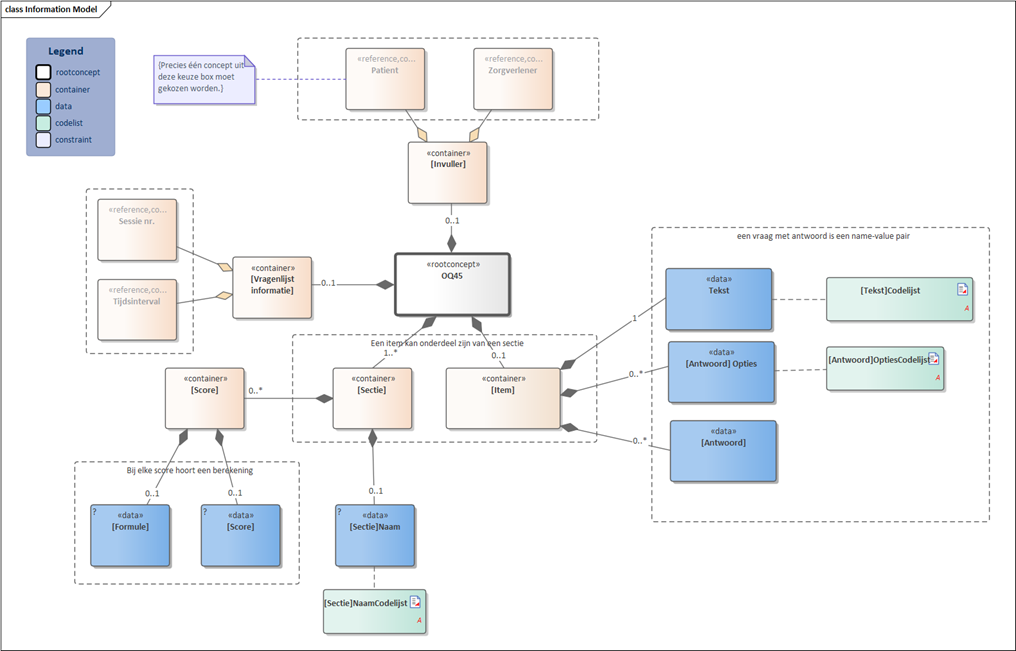 class Information Model
Legend
rootconcept
container
data
codelist
constraint
{Precies één concept uit
deze keuze box moet
gekozen worden.}
«reference,co...
Patient
«reference,co...
Zorgverlener
«container»
[Invuller]
0..1
«reference,co...
Sessie nr.
«reference,co...
Tijdsinterval
«container»
[Vragenlijst
informatie]
0..1
«rootconcept»
OQ45
een vraag met antwoord is een name-value pair
«data»
Tekst
[Tekst]Codelijst
A
1
«data»
[Antwoord] Opties
[Antwoord]OptiesCodelijst
A
0..*
«data»
[Antwoord]
0..*
Een item kan onderdeel zijn van een sectie
1..*
0..1
«container»
[Score]
0..*
«container»
[Sectie]
«container»
[Item]
Bij elke score hoort een berekening
0..1
0..1
0..1
?
«data»
[Formule]
?
«data»
[Score]
?
«data»
[Sectie]Naam
[Sectie]NaamCodelijst
A